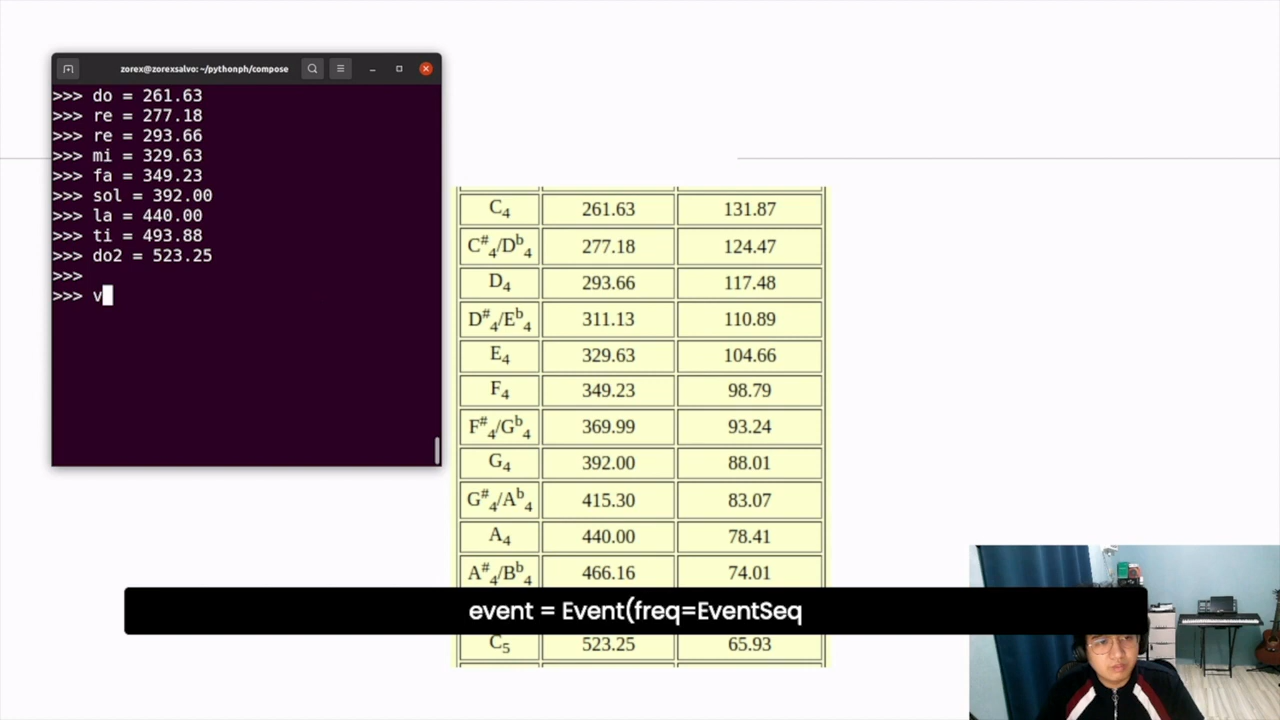 zorex@zorexsalvo: ~/pythonph/compose
>>> do = 261.63
>>> re = 277.18
>>> re = 293.66
>>> mi = 329.63
>>> fa = 349.23
>>> sol = 392.00
>>> la = 440.00
>>> ti = 493.88
>>> do2 = 523.25
>>>
>>> v
C4 261.63 131.87
C#4/Db4 277.18 124.47
D4 293.66 117.48
D#4/Eb4 311.13 110.89
E4 329.63 104.66
F4 349.23 98.79
F#4/Gb4 369.99 93.24
G4 392.00 88.01
G#4/Ab4 415.30 83.07
A4 440.00 78.41
A#4/Bb4 466.16 74.01
event = Event(freq=EventSeq
C5 523.25 65.93